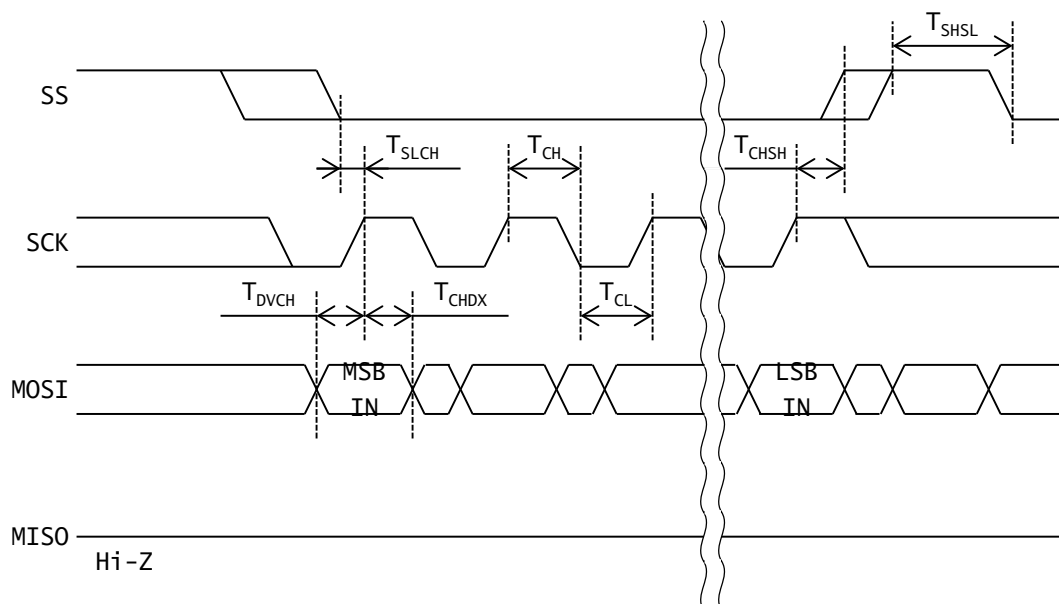 T_SHSL
SS
T_SLCH
T_CH
T_CHSH
SCK
T_DVCH
T_CHDX
T_CL
MOSI
MSB
IN
LSB
IN
MISO
Hi-Z